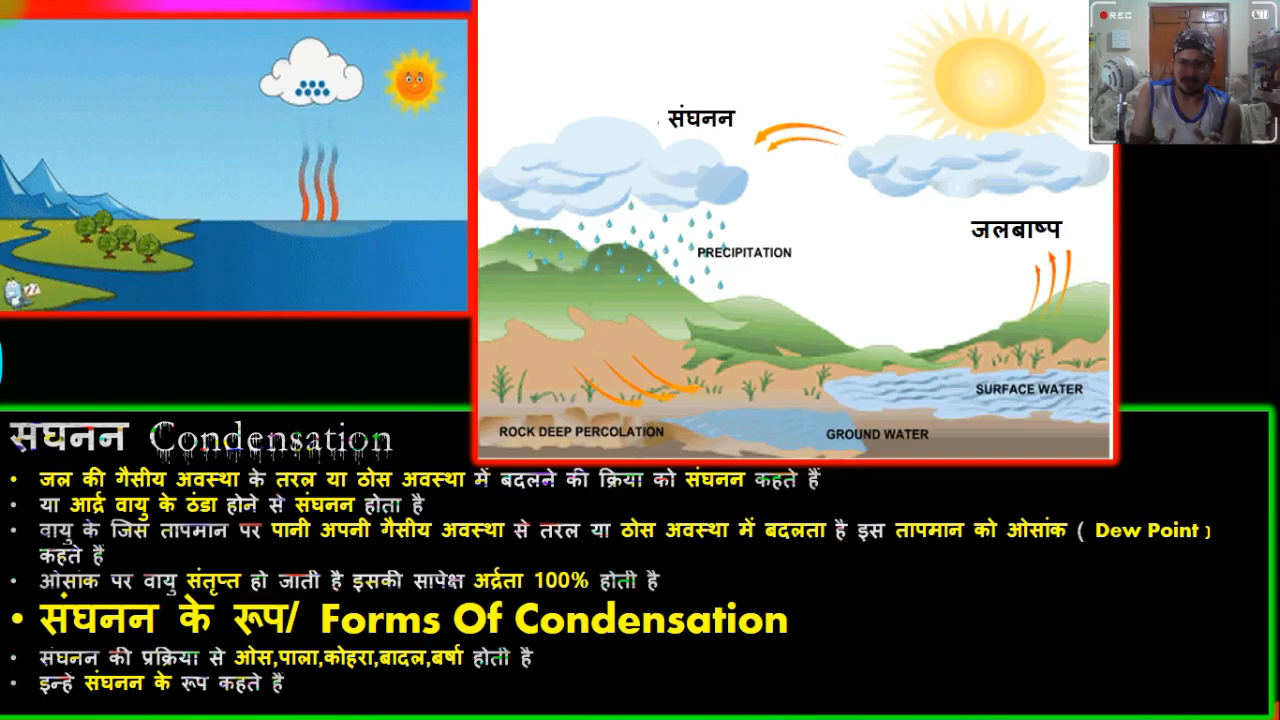 REC
संघनन
जलबाष्प
PRECIPITATION
SURFACE WATER
ROCK DEEP PERCOLATION
GROUND WATER
संघनन Condensation
• जल की गैसीय अवस्था के तरल या ठोस अवस्था में बदलने की क्रिया को संघनन कहते हैं
• या आर्द्र वायु के ठंडा होने से संघनन होता है
• वायु के जिस तापमान पर पानी अपनी गैसीय अवस्था से तरल या ठोस अवस्था में बदलता है इस तापमान को ओसांक ( Dew Point )
कहते हैं
• ओसांक पर वायु संतृप्त हो जाती है इसकी सापेक्ष अर्द्रता 100% होती है
• संघनन के रूप/ Forms Of Condensation
• संघनन की प्रक्रिया से ओस,पाला,कोहरा,बादल,बर्षा होती है
• इन्हे संघनन के रूप कहते है